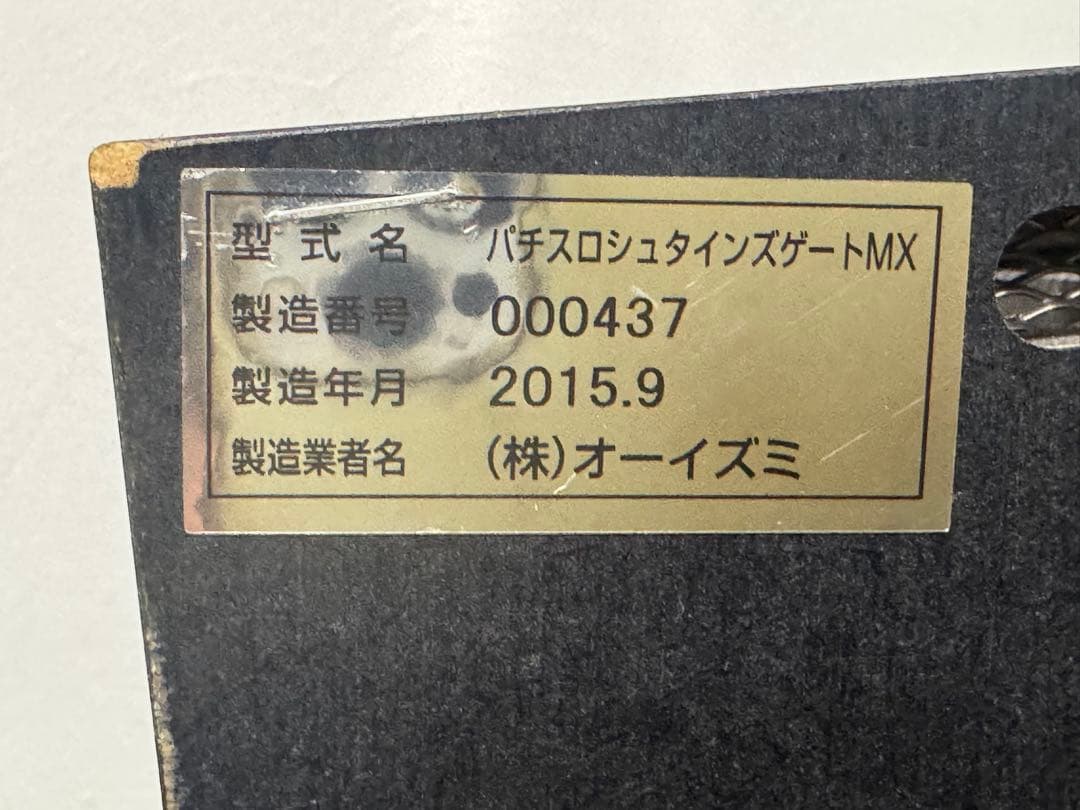 型式名 パチスロシュタインズゲートMX
製造番号 000437
製造年月 2015.9
製造業者名 (株)オーイズミ